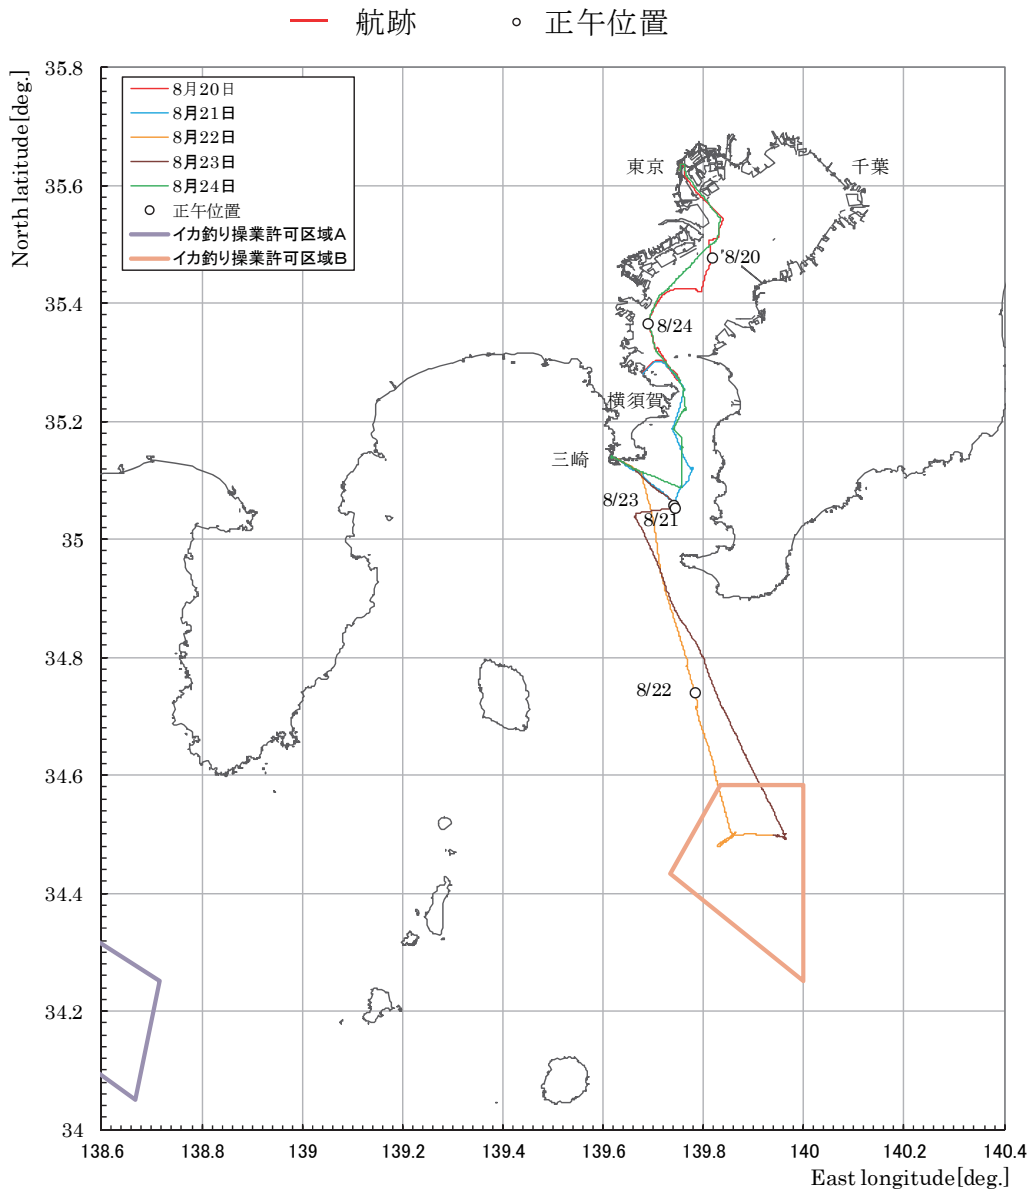 航跡 正午位置
North latitude[deg.]
8月20日
8月21日
8月22日
8月23日
8月24日
正午位置
イカ釣り操業許可区域A
イカ釣り操業許可区域B
35.8
35.6
35.4
35.2
35
34.8
34.6
34.4
34.2
34
東京
千葉
8/20
8/24
横須賀
三崎
8/23
8/21
8/22
138.6 138.8 139 139.2 139.4 139.6 139.8 140 140.2 140.4
East longitude[deg.]